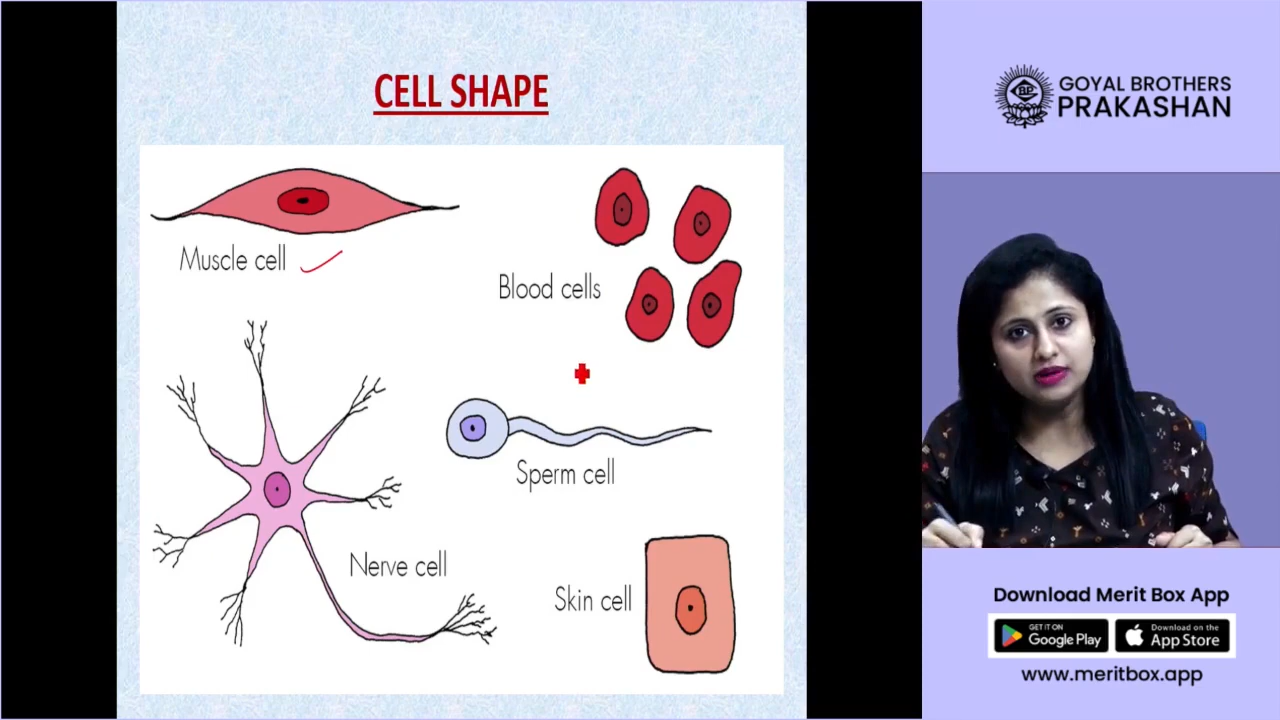 CELL SHAPE
Muscle cell
Blood cells
Sperm cell
Nerve cell
Skin cell
BP
GOYAL BROTHERS
PRAKASHAN
Download Merit Box App
GET IT ON
Google Play
Download on the
App Store
www.meritbox.app